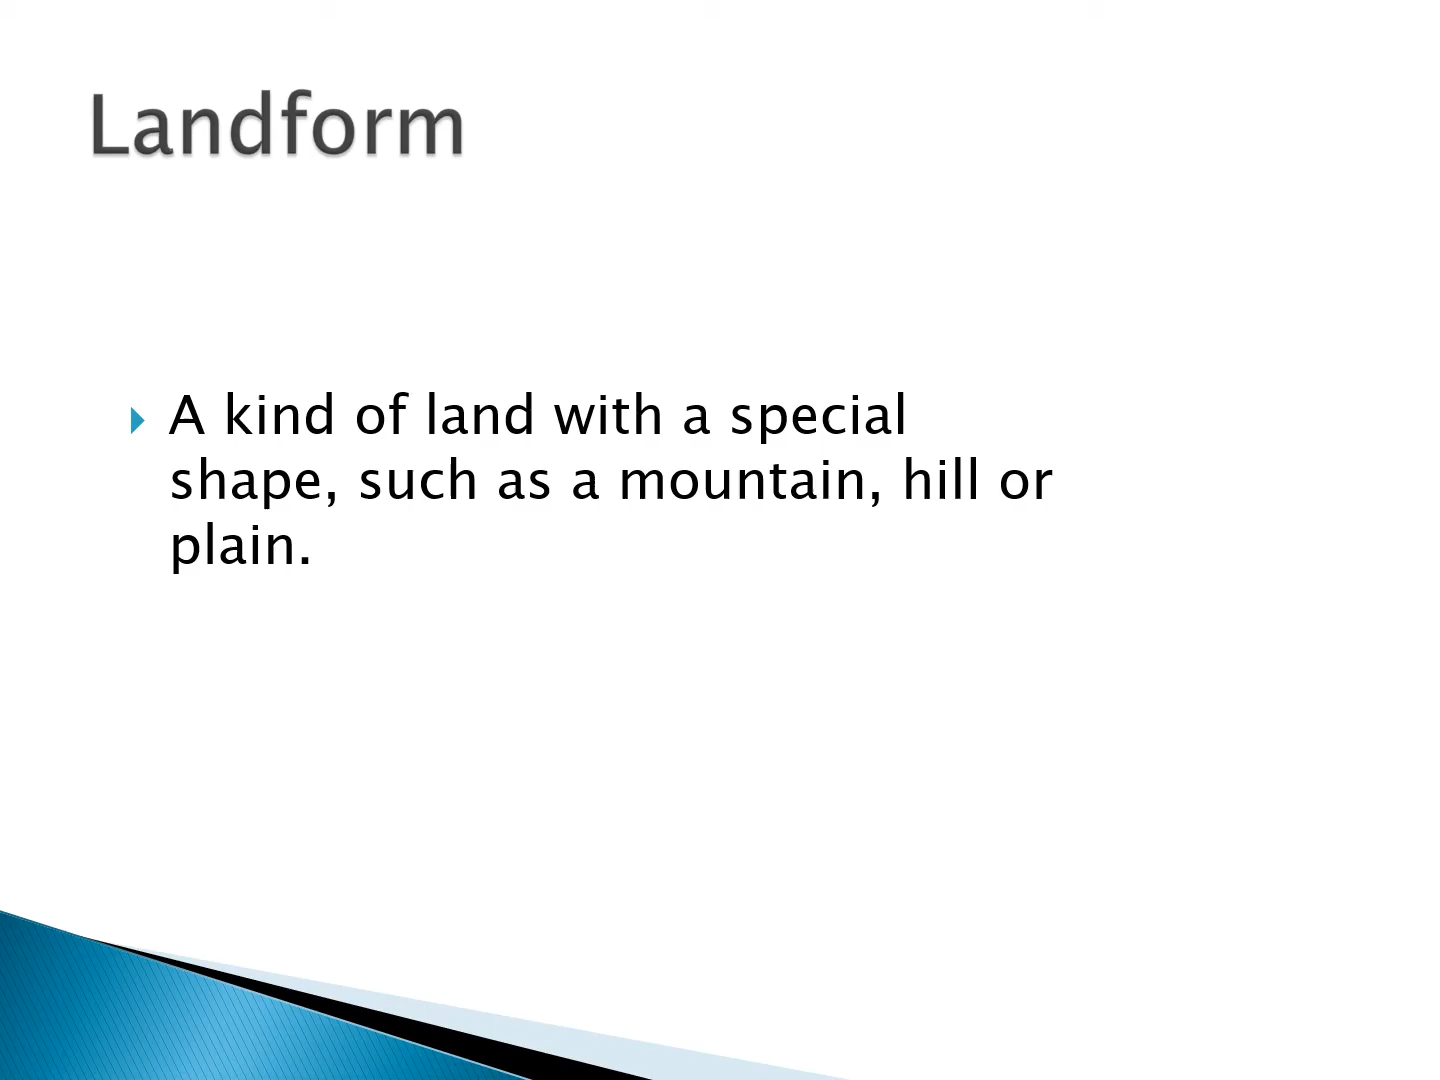 Landform
A kind of land with a special
shape, such as a mountain, hill or
plain.